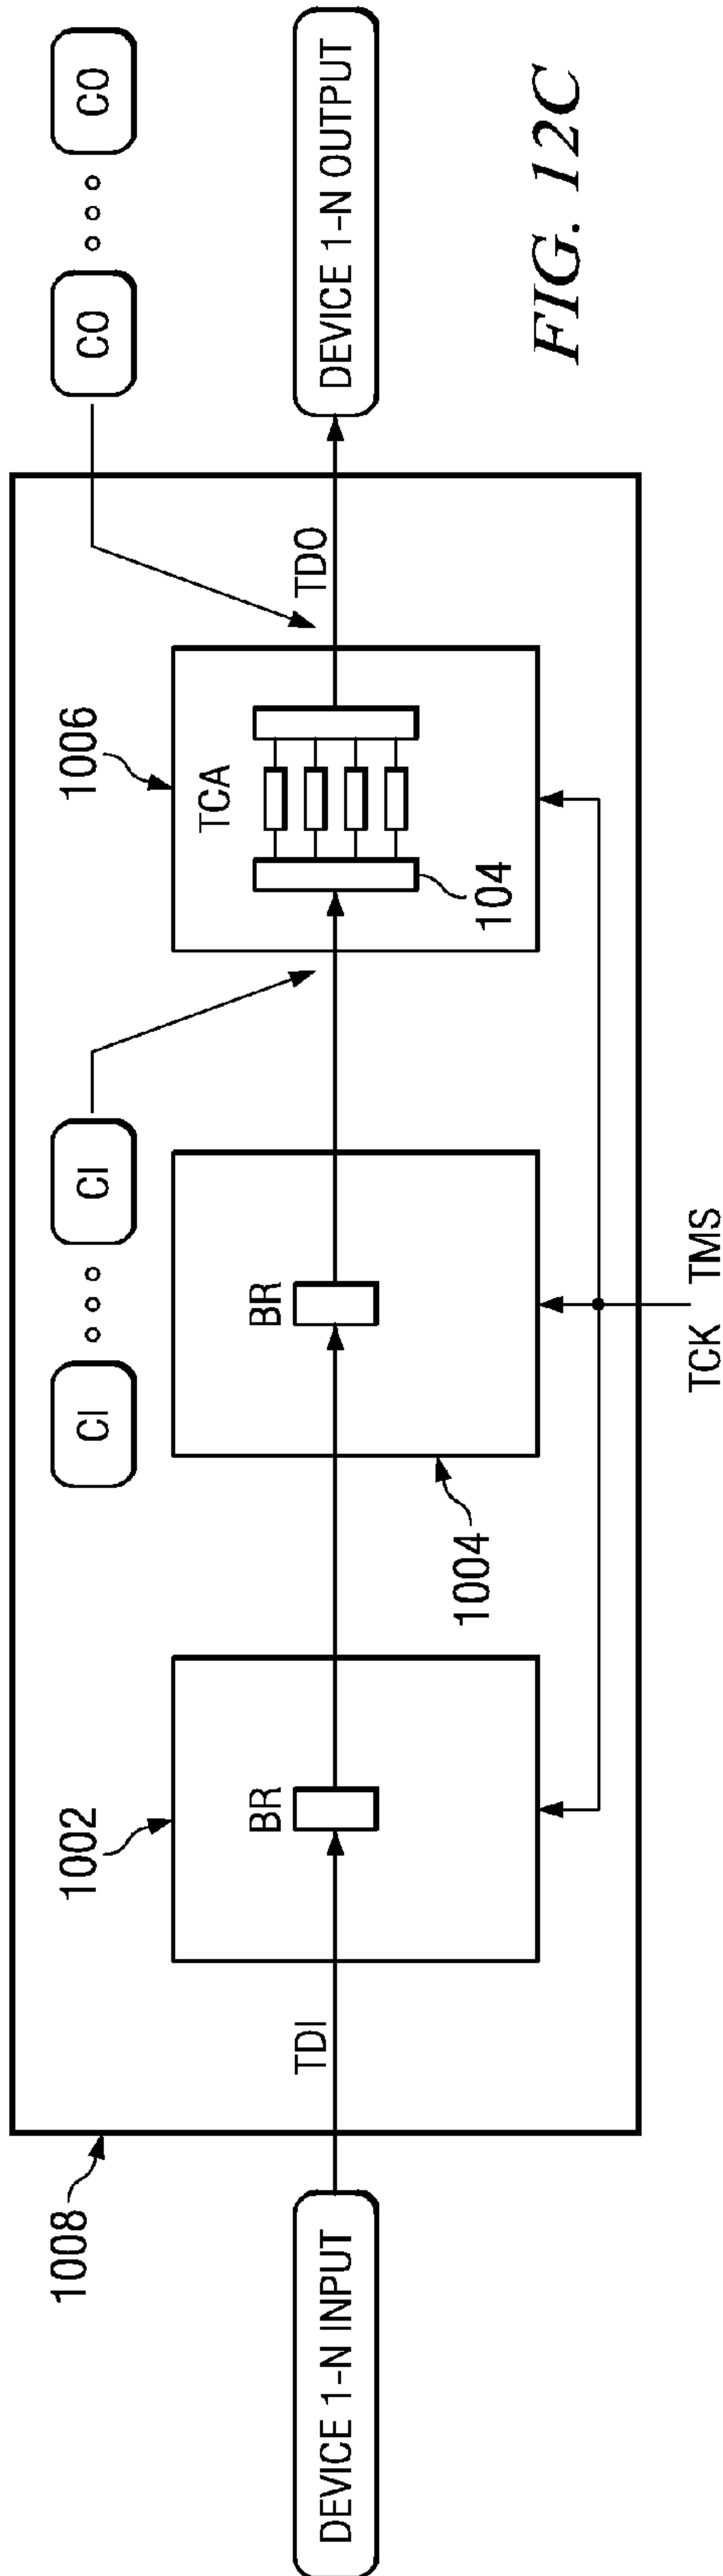 1008
CI
CI
CO
CO
1002
1004
1006
DEVICE 1-N INPUT
TDI
BR
BR
TCA
104
TDO
DEVICE 1-N OUTPUT
TCK TMS
FIG. 12C